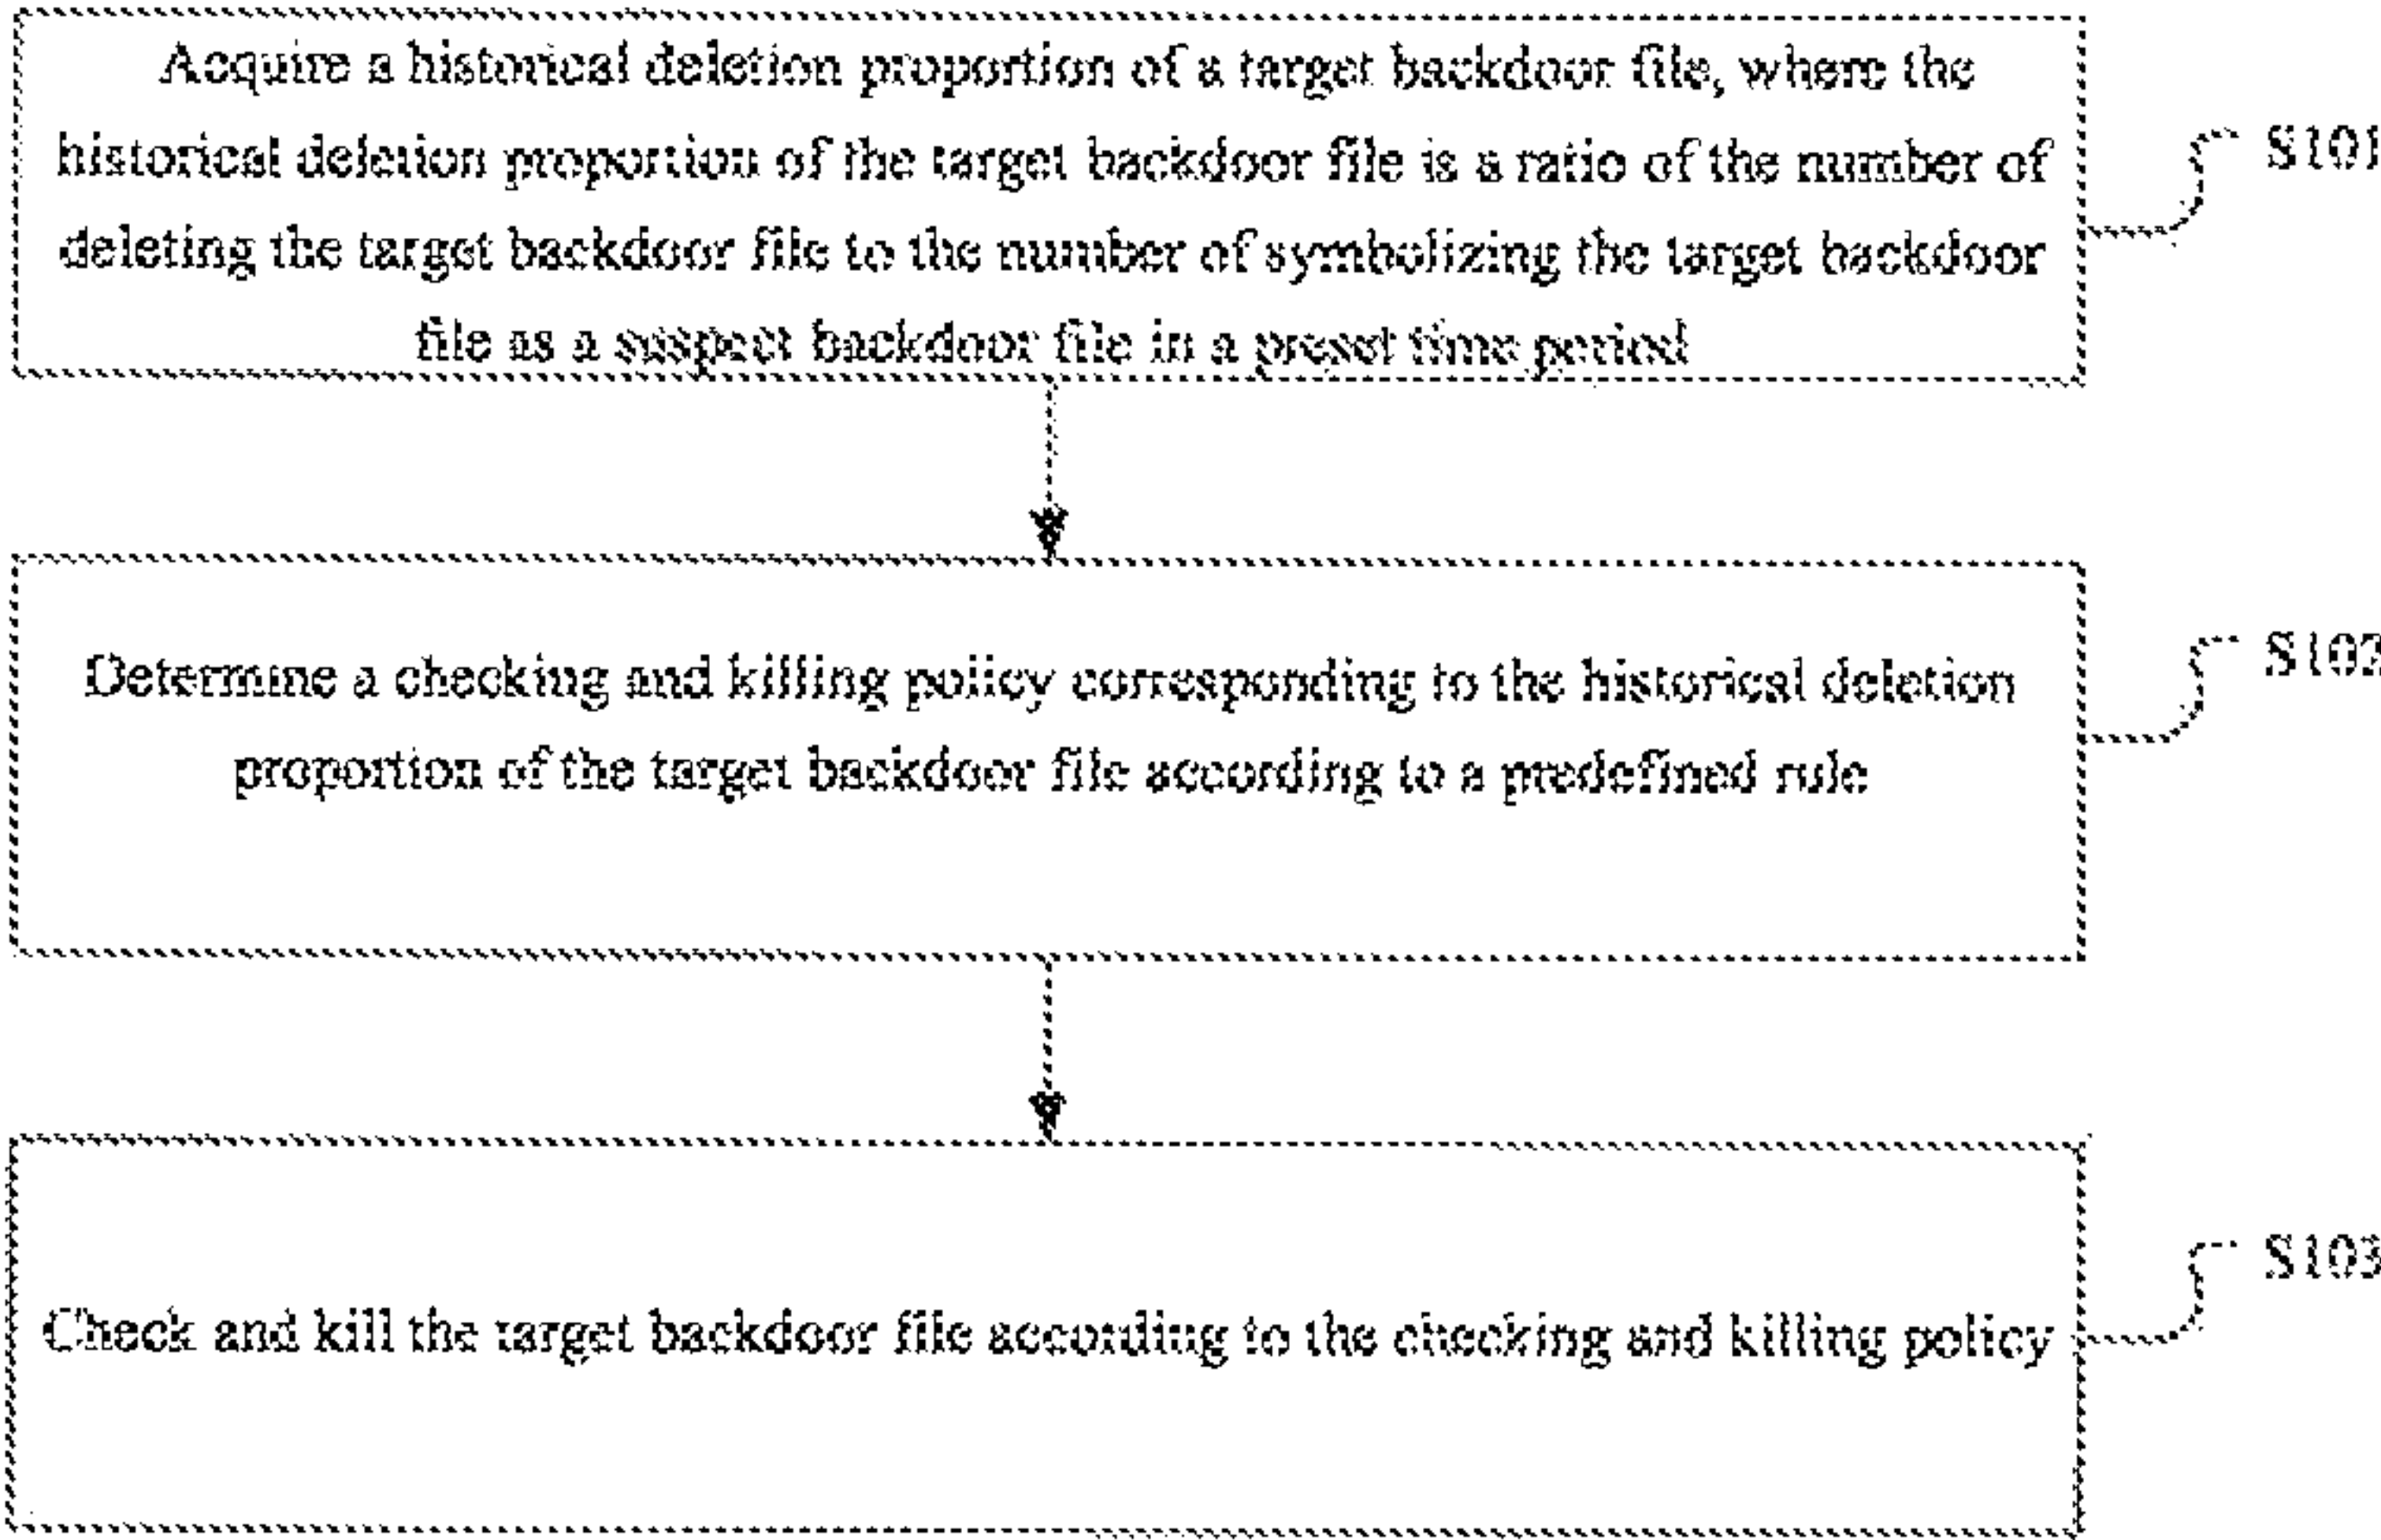 Acquire a historical deletion proportion of a target backdoor file, where the
historical deletion proportion of the target backdoor file is a ratio of the number of
deleting the target backdoor file to the number of symbolizing the target backdoor
file as a suspect backdoor file in a preset time period
S101
Determine a checking and killing policy corresponding to the historical deletion
proportion of the target backdoor file according to a predefined rule
S102
Check and kill the target backdoor file according to the checking and killing policy
S103